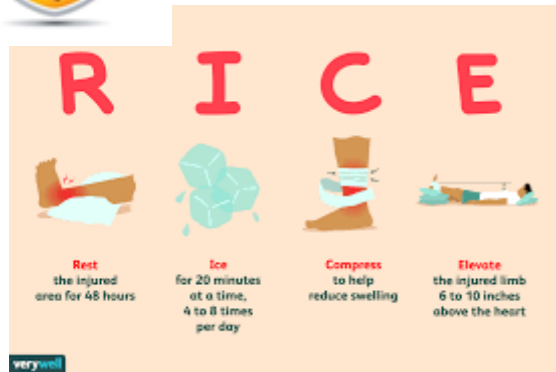 R I C E
Rest
the injured
area for 48 hours
Ice
for 20 minutes
at a time,
4 to 8 times
per day
Compress
to help
reduce swelling
Elevate
the injured limb
6 to 10 inches
above the heart
verywell